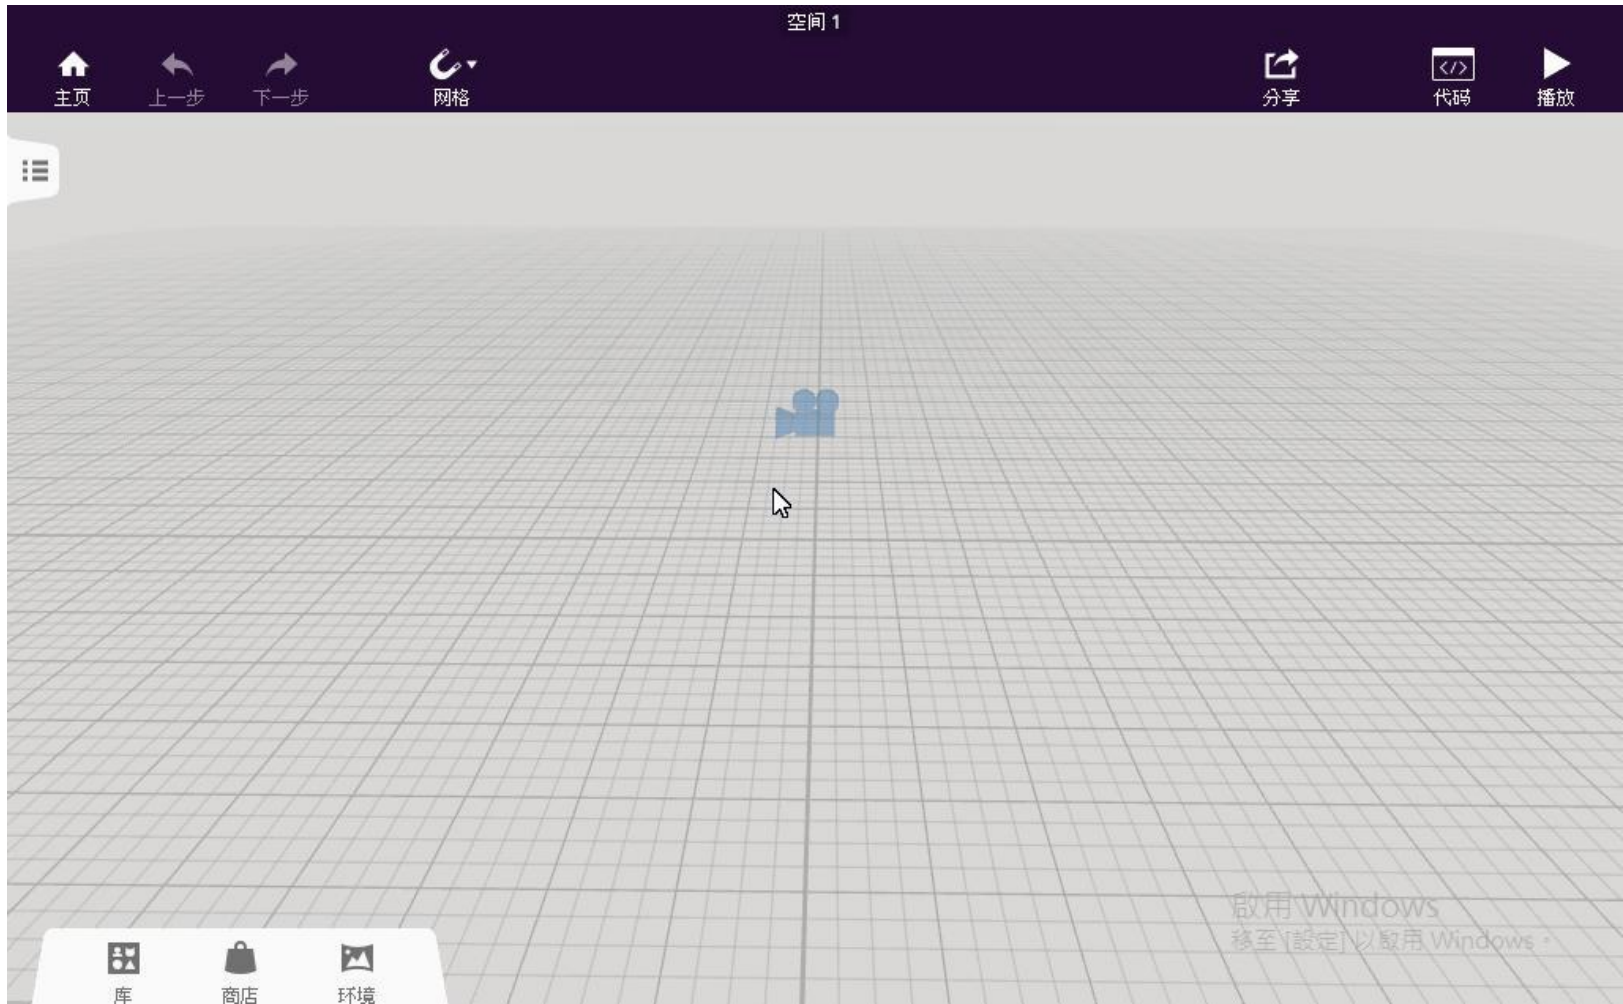 空间 1
主页
上一步
下一步
网格
分享
代码
播放
啟用 Windows
移至 [設定] 以啟用 Windows。
库
商店
环境